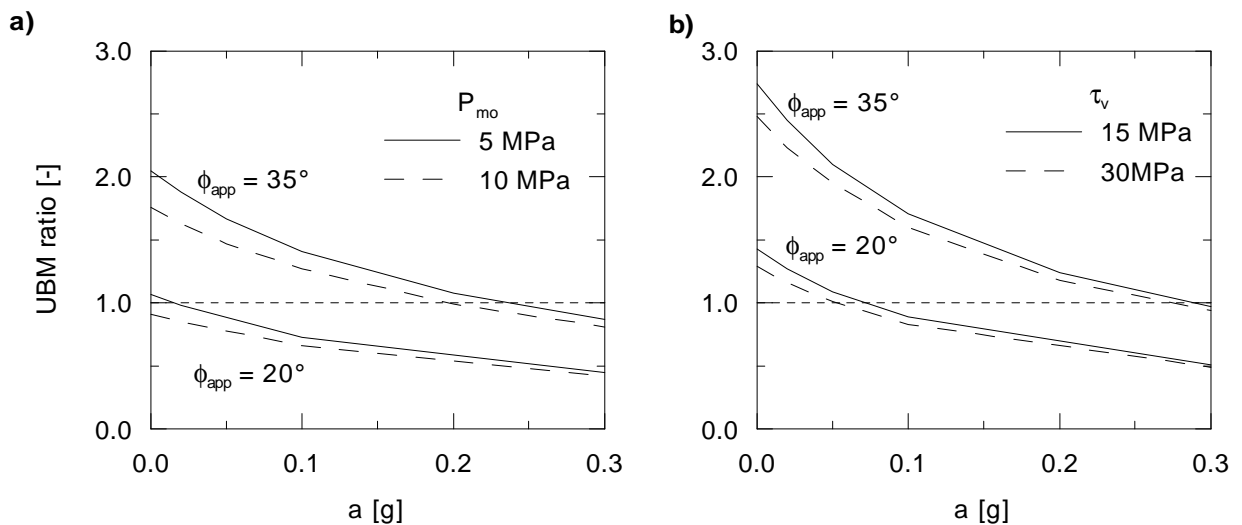 a)
3.0
2.0
1.0
0.0
UBM ratio [-]
0.0 0.1 0.2 0.3
a [g]
P_mo
5 MPa
10 MPa
ϕ_app = 35°
ϕ_app = 20°
b)
3.0
2.0
1.0
0.0
0.0 0.1 0.2 0.3
a [g]
τ_v
15 MPa
30MPa
ϕ_app = 35°
ϕ_app = 20°